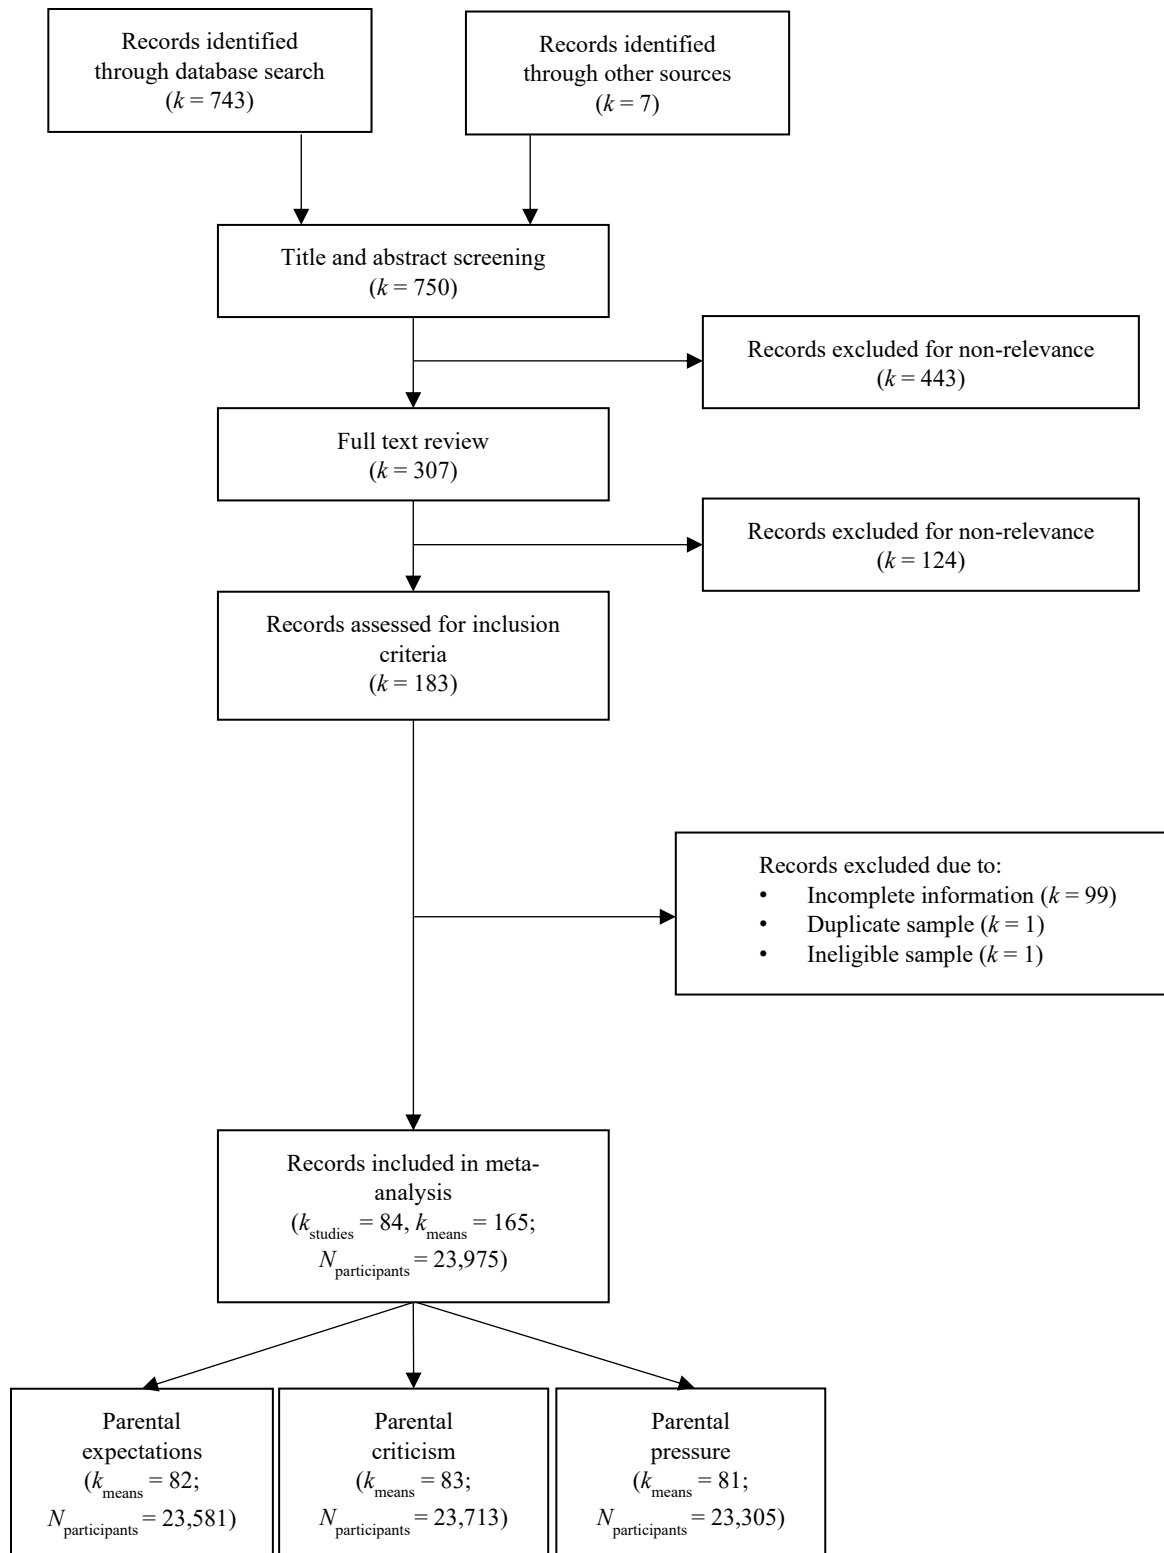 Records identified
through database search
(k = 743)
Records identified
through other sources
(k = 7)
Title and abstract screening
(k = 750)
Records excluded for non-relevance
(k = 443)
Full text review
(k = 307)
Records excluded for non-relevance
(k = 124)
Records assessed for inclusion
criteria
(k = 183)
Records excluded due to:
• Incomplete information (k = 99)
• Duplicate sample (k = 1)
• Ineligible sample (k = 1)
Records included in meta-
analysis
(kstudies = 84, kmeans = 165;
Nparticipants = 23,975)
Parental
expectations
(kmeans = 82;
Nparticipants = 23,581)
Parental
criticism
(kmeans = 83;
Nparticipants = 23,713)
Parental
pressure
(kmeans = 81;
Nparticipants = 23,305)